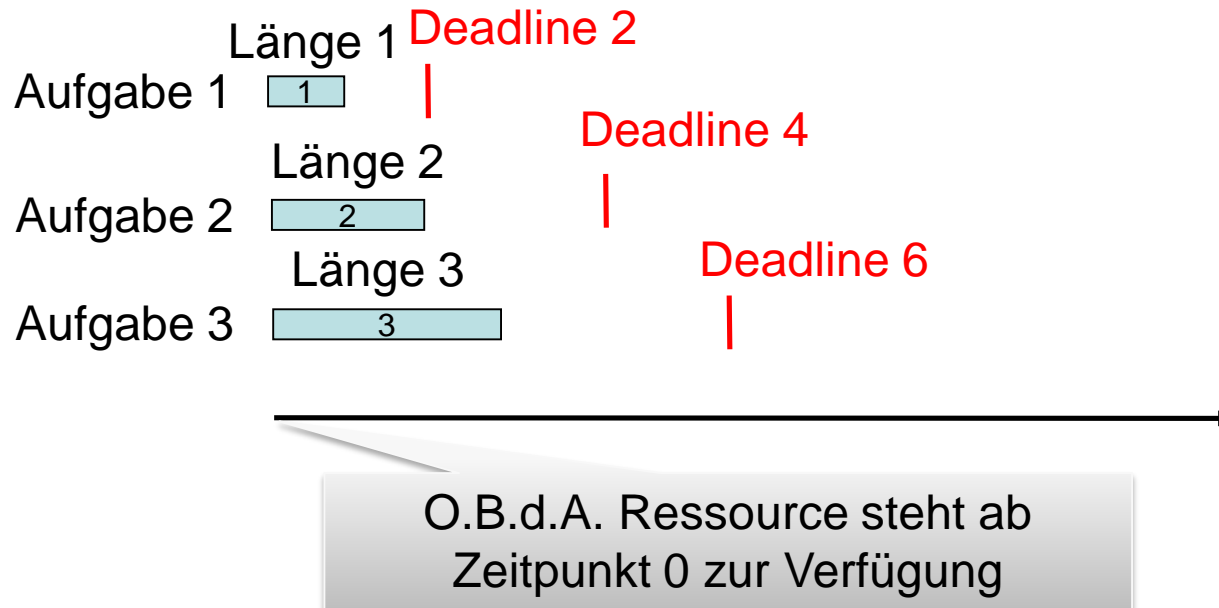 Länge 1 Deadline 2
Aufgabe 1 1
Deadline 4
Länge 2
Aufgabe 2 2
Deadline 6
Länge 3
Aufgabe 3 3
O.B.d.A. Ressource steht ab
Zeitpunkt 0 zur Verfügung